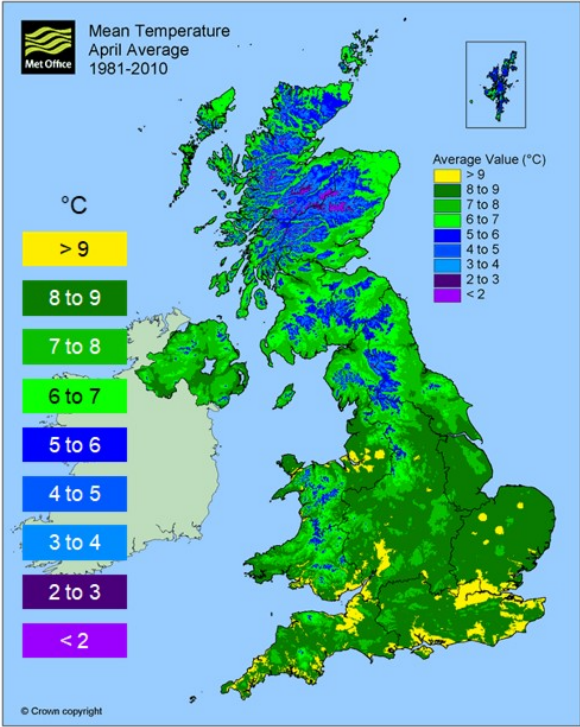 Met Office
Mean Temperature
April Average
1981-2010
Average Value (°C)
> 9
8 to 9
7 to 8
6 to 7
5 to 6
4 to 5
3 to 4
2 to 3
< 2
°C
> 9
8 to 9
7 to 8
6 to 7
5 to 6
4 to 5
3 to 4
2 to 3
< 2
© Crown copyright